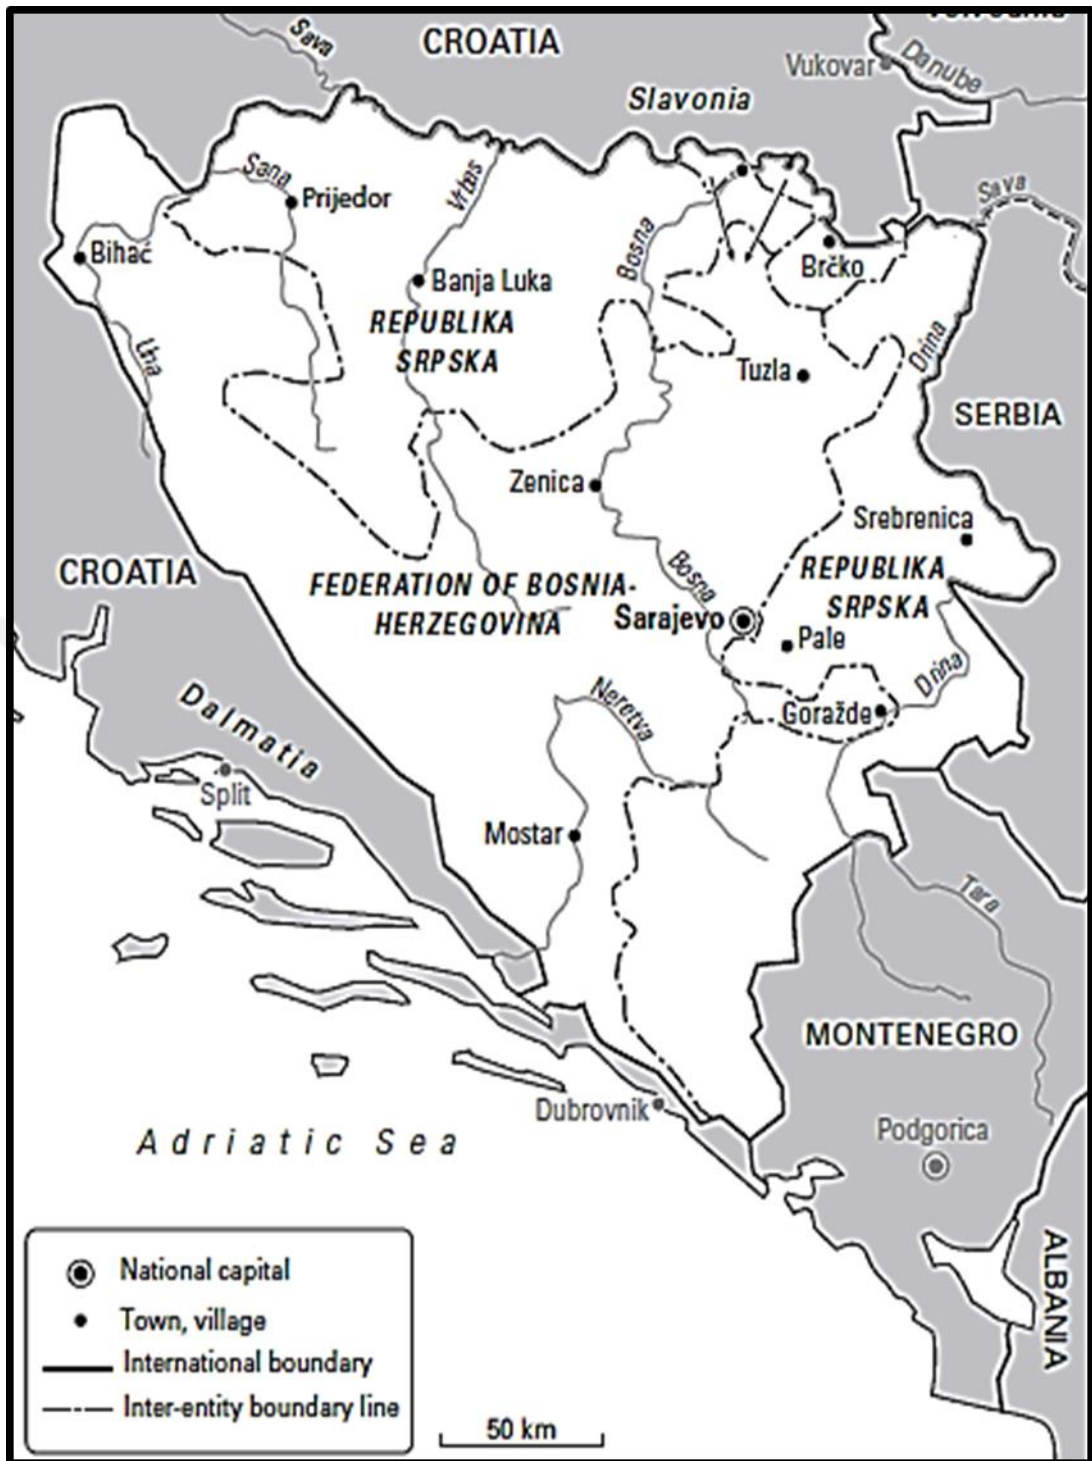 Sava
CROATIA
Vukovar
Danube
Slavonia
Sava
Sana
Prijedor
Vrbas
Bihać
Bosna
Brčko
Banja Luka
REPUBLIKA
SRPSKA
Una
Drina
Tuzla
SERBIA
Zenica
Srebrenica
CROATIA
FEDERATION OF BOSNIA-
HERZEGOVINA
Bosna
REPUBLIKA
SRPSKA
Sarajevo
Pale
Drina
Dalmatia
Neretva
Goražde
Split
Mostar
Tara
MONTENEGRO
Dubrovnik
Podgorica
Adriatic Sea
ALBANIA
National capital
Town, village
International boundary
Inter-entity boundary line
50 km